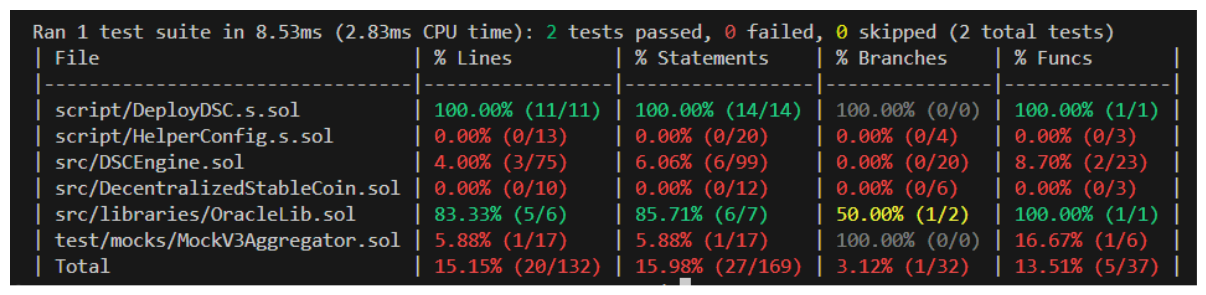 Ran 1 test suite in 8.53ms (2.83ms CPU time): 2 tests passed, 0 failed, 0 skipped (2 total tests)
| File | % Lines | % Statements | % Branches | % Funcs |
|---------------------------------|----------------|-----------------|---------------|---------------|
| script/DeployDSC.s.sol | 100.00% (11/11) | 100.00% (14/14) | 100.00% (0/0) | 100.00% (1/1) |
| script/HelperConfig.s.sol | 0.00% (0/13) | 0.00% (0/20) | 0.00% (0/4) | 0.00% (0/3) |
| src/DSCEngine.sol | 4.00% (3/75) | 6.06% (6/99) | 0.00% (0/20) | 8.70% (2/23) |
| src/DecentralizedStableCoin.sol | 0.00% (0/10) | 0.00% (0/12) | 0.00% (0/6) | 0.00% (0/3) |
| src/libraries/OracleLib.sol | 83.33% (5/6) | 85.71% (6/7) | 50.00% (1/2) | 100.00% (1/1) |
| test/mocks/MockV3Aggregator.sol | 5.88% (1/17) | 5.88% (1/17) | 100.00% (0/0) | 16.67% (1/6) |
| Total | 15.15% (20/132) | 15.98% (27/169) | 3.12% (1/32) | 13.51% (5/37) |